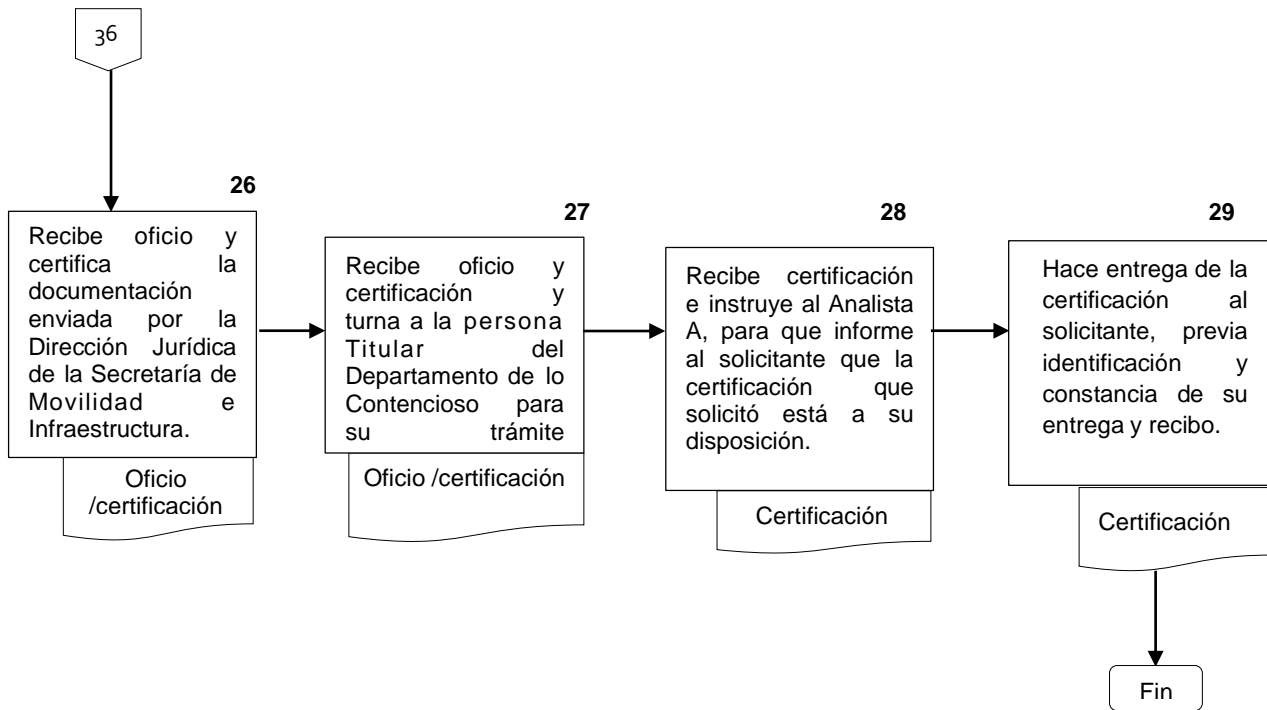 36
26
Recibe oficio y
certifica la
documentación
enviada por la
Dirección Jurídica
de la Secretaría de
Movilidad e
Infraestructura.
Oficio
/certificación
27
Recibe oficio y
certificación y
turna a la persona
Titular del
Departamento de lo
Contencioso para
su trámite
Oficio /certificación
28
Recibe certificación
e instruye al Analista
A, para que informe
al solicitante que la
certificación que
solicitó está a su
disposición.
Certificación
29
Hace entrega de la
certificación al
solicitante, previa
identificación y
constancia de su
entrega y recibo.
Certificación
Fin